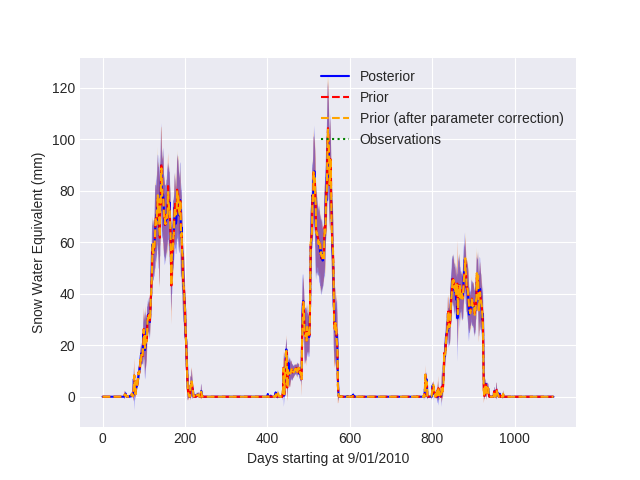 Posterior
Prior
Prior (after parameter correction)
Observations
120
100
80
60
40
20
0
Snow Water Equivalent (mm)
0 200 400 600 800 1000
Days starting at 9/01/2010